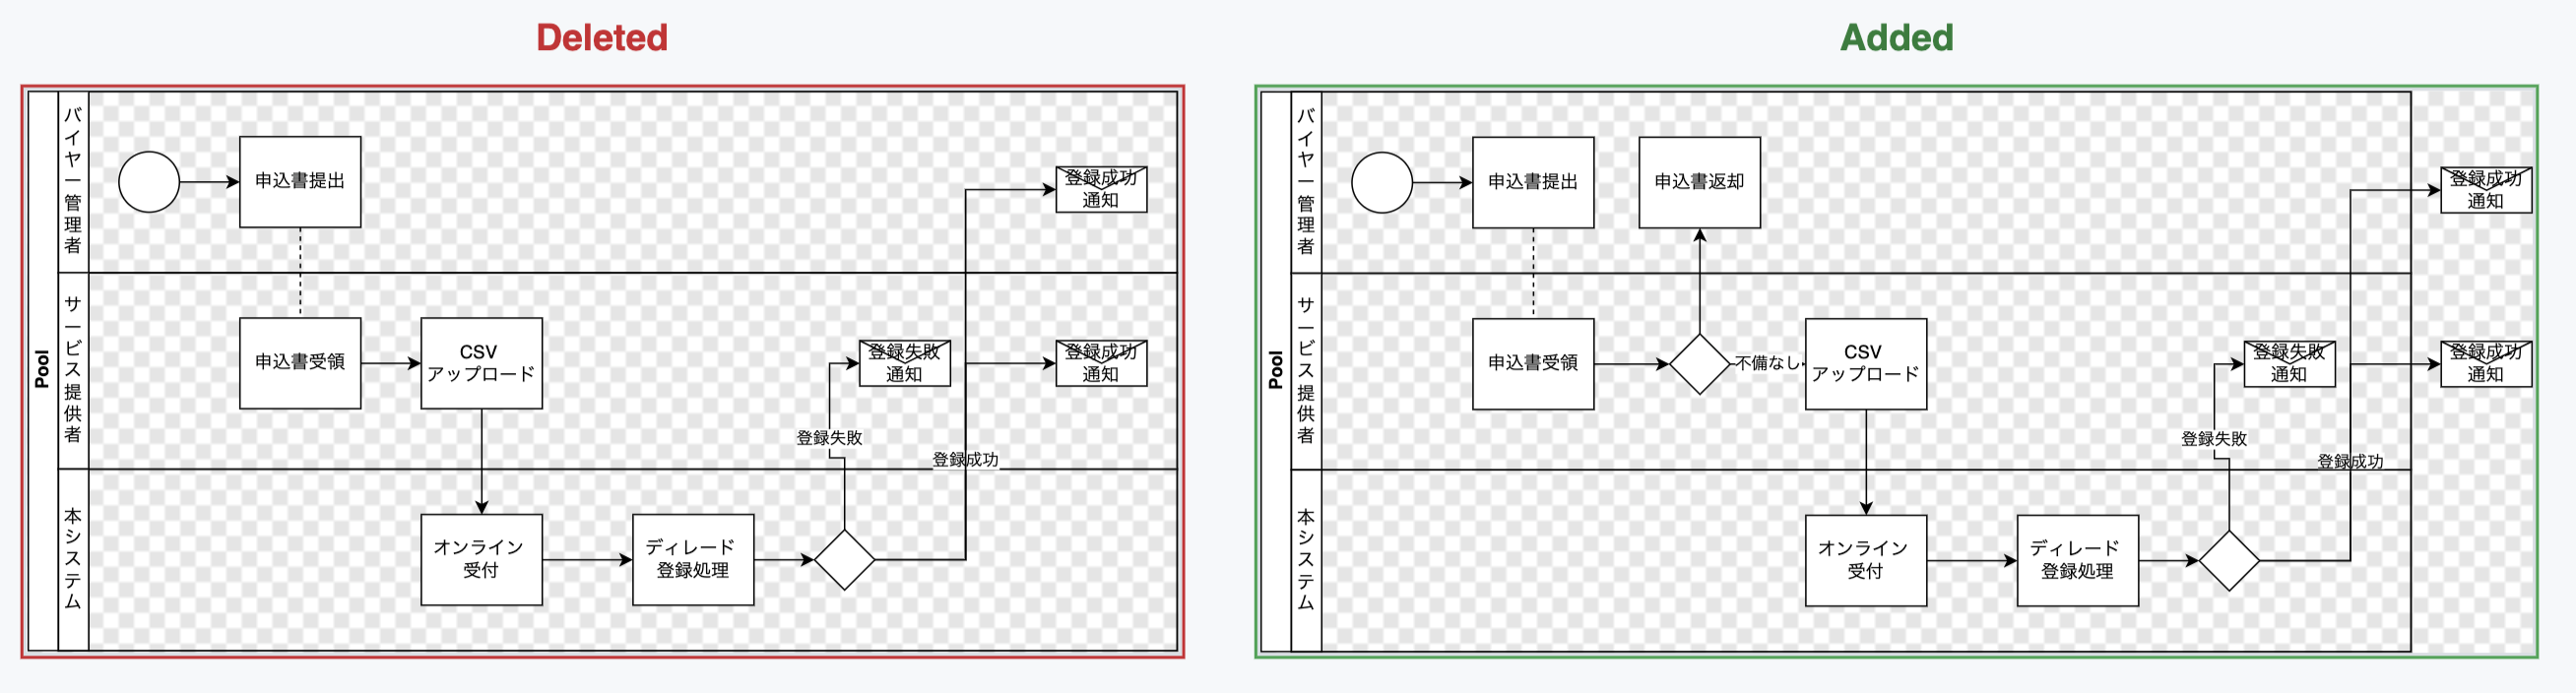 Deleted
Pool
バイヤー管理者
申込書提出
登録成功
通知
サービス提供者
申込書受領
CSV
アップロード
登録失敗
通知
登録成功
通知
登録失敗
登録成功
本システム
オンライン
受付
ディレード
登録処理
Added
Pool
バイヤー管理者
申込書提出
申込書返却
登録成功
通知
サービス提供者
申込書受領
不備なし
CSV
アップロード
登録失敗
通知
登録成功
通知
登録失敗
登録成功
本システム
オンライン
受付
ディレード
登録処理